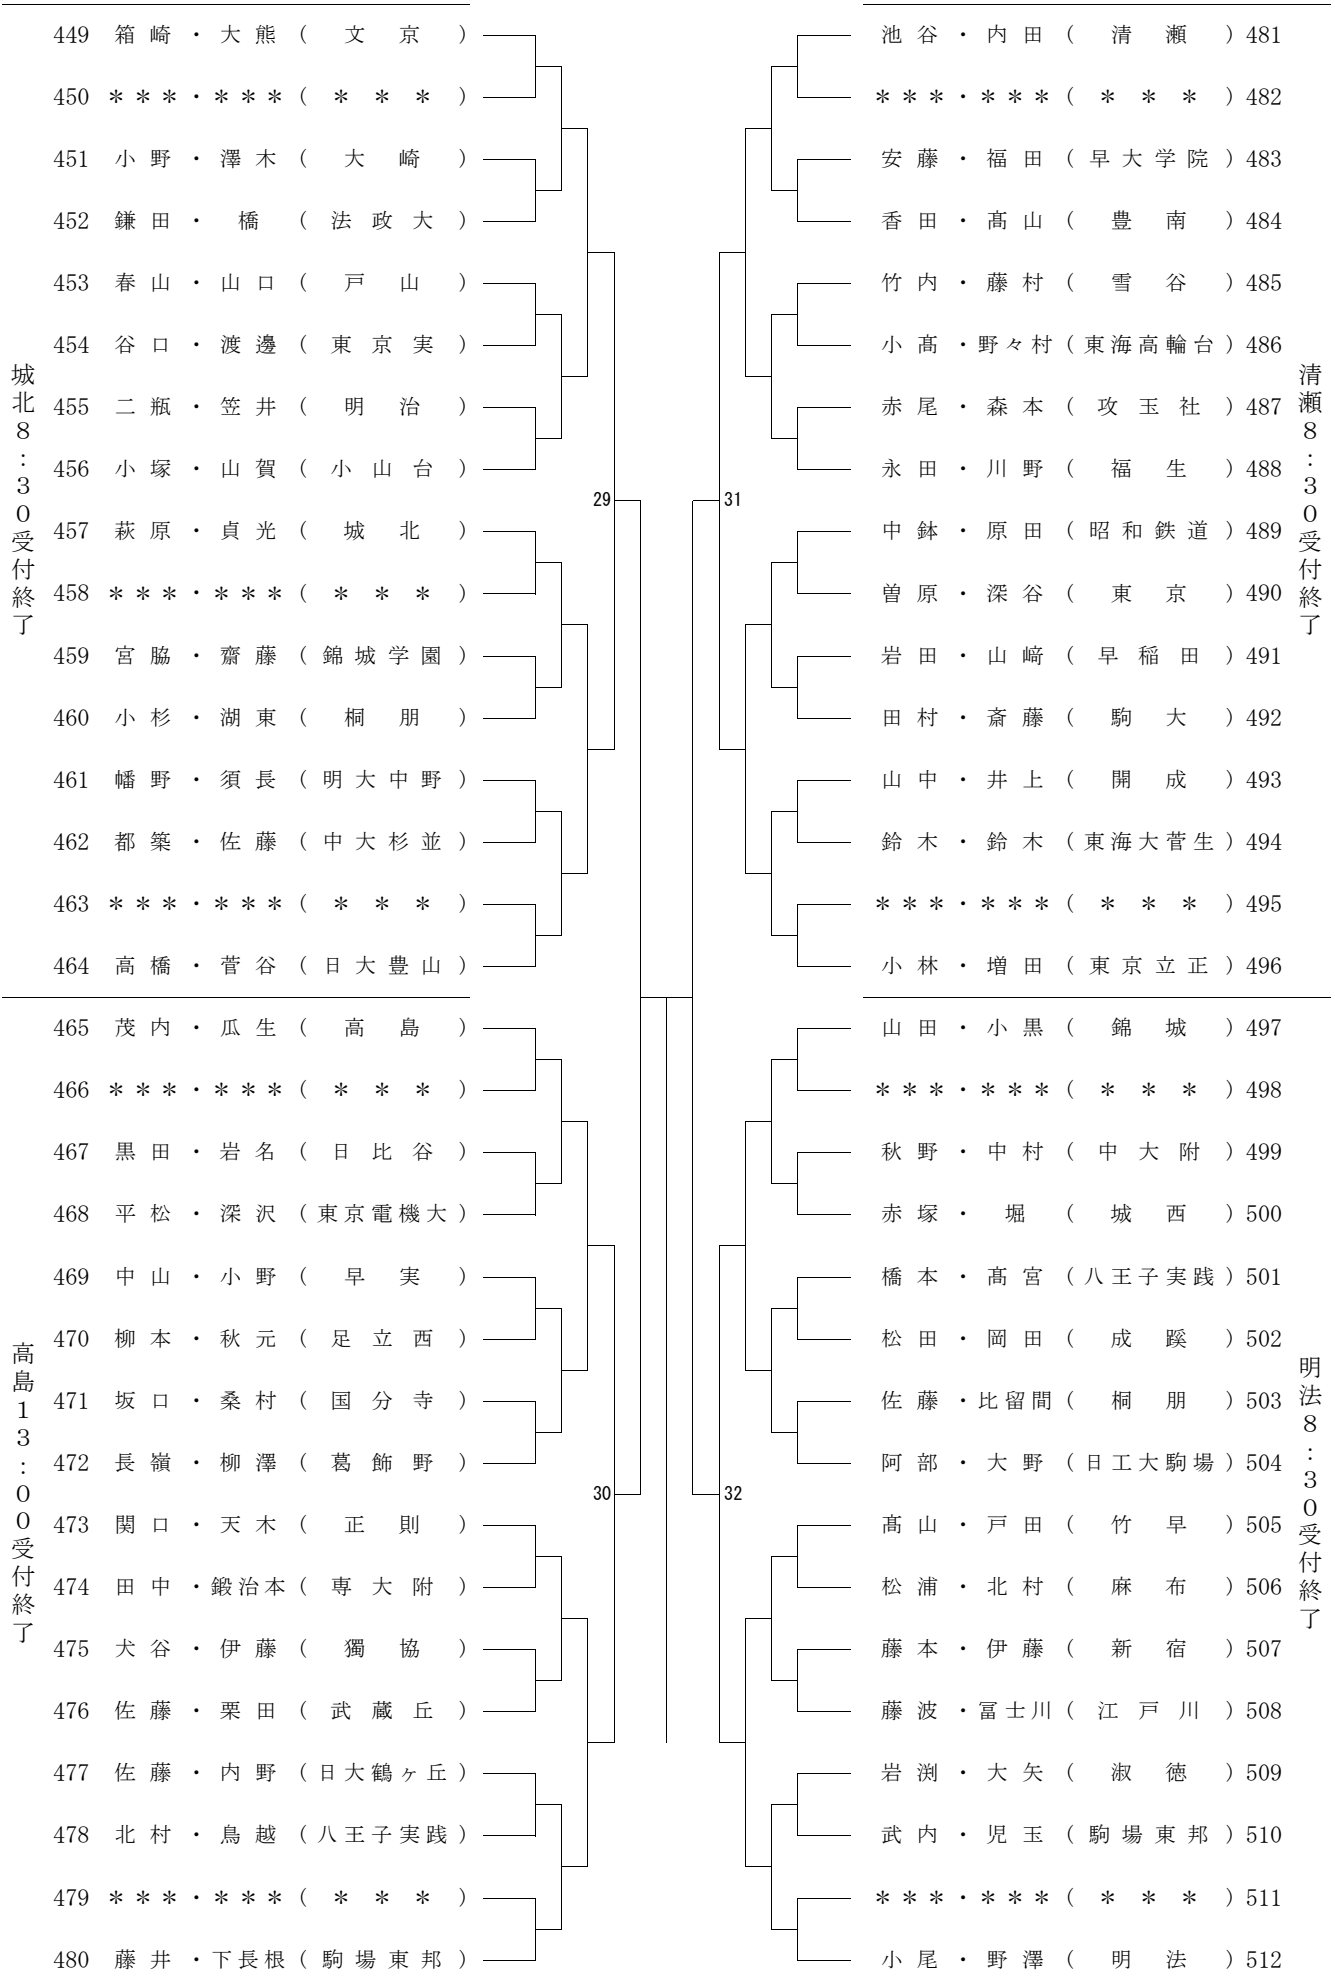 城北８：３０受付終了
449 箱崎・大熊（文京）
450 ＊＊＊・＊＊＊（＊＊＊）
451 小野・澤木（大崎）
452 鎌田・橋（法政大）
453 春山・山口（戸山）
454 谷口・渡邊（東京実）
455 二瓶・笠井（明治）
456 小塚・山賀（小山台）
457 萩原・貞光（城北）
458 ＊＊＊・＊＊＊（＊＊＊）
459 宮脇・齋藤（錦城学園）
460 小杉・湖東（桐朋）
461 幡野・須長（明大中野）
462 都築・佐藤（中大杉並）
463 ＊＊＊・＊＊＊（＊＊＊）
464 高橋・菅谷（日大豊山）
29
高島１３：００受付終了
465 茂内・瓜生（高島）
466 ＊＊＊・＊＊＊（＊＊＊）
467 黒田・岩名（日比谷）
468 平松・深沢（東京電機大）
469 中山・小野（早実）
470 柳本・秋元（足立西）
471 坂口・桑村（国分寺）
472 長嶺・柳澤（葛飾野）
473 関口・天木（正則）
474 田中・鍛治本（専大附）
475 犬谷・伊藤（獨協）
476 佐藤・栗田（武蔵丘）
477 佐藤・内野（日大鶴ヶ丘）
478 北村・鳥越（八王子実践）
479 ＊＊＊・＊＊＊（＊＊＊）
480 藤井・下長根（駒場東邦）
30
池谷・内田（清瀬）481
＊＊＊・＊＊＊（＊＊＊）482
安藤・福田（早大学院）483
香田・髙山（豊南）484
竹内・藤村（雪谷）485
小髙・野々村（東海高輪台）486
赤尾・森本（攻玉社）487
永田・川野（福生）488
中鉢・原田（昭和鉄道）489
曽原・深谷（東京）490
岩田・山﨑（早稲田）491
田村・斎藤（駒大）492
山中・井上（開成）493
鈴木・鈴木（東海大菅生）494
＊＊＊・＊＊＊（＊＊＊）495
小林・増田（東京立正）496
31
清瀬８：３０受付終了
山田・小黒（錦城）497
＊＊＊・＊＊＊（＊＊＊）498
秋野・中村（中大附）499
赤塚・堀（城西）500
橋本・髙宮（八王子実践）501
松田・岡田（成蹊）502
佐藤・比留間（桐朋）503
阿部・大野（日工大駒場）504
髙山・戸田（竹早）505
松浦・北村（麻布）506
藤本・伊藤（新宿）507
藤波・冨士川（江戸川）508
岩渕・大矢（淑徳）509
武内・児玉（駒場東邦）510
＊＊＊・＊＊＊（＊＊＊）511
小尾・野澤（明法）512
32
明法８：３０受付終了